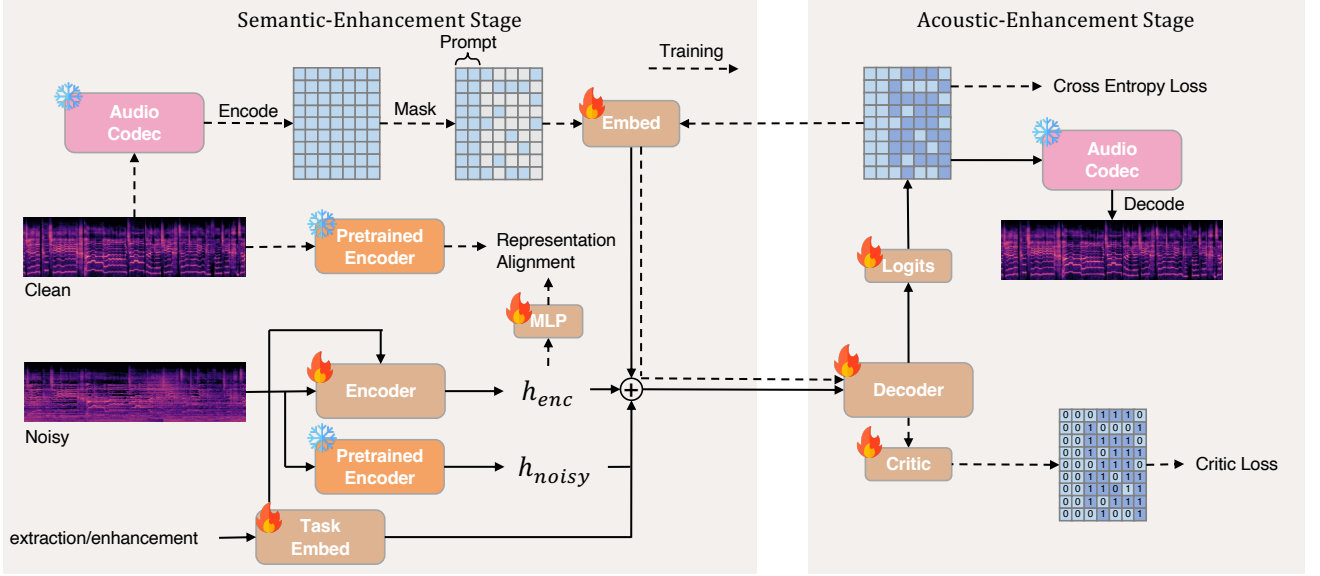 Semantic-Enhancement Stage
Prompt
Training
Audio
Codec
Encode
Mask
Embed
Clean
Pretrained
Encoder
Representation
Alignment
MLP
Noisy
Encoder
h_enc
Pretrained
Encoder
h_noisy
extraction/enhancement
Task
Embed
+
Acoustic-Enhancement Stage
Cross Entropy Loss
Audio
Codec
Decode
Logits
Decoder
Critic
0 0 0 1 1 1 0
0 0 1 0 0 0 1
0 0 1 1 1 1 0
0 0 1 0 1 1 1
0 0 0 1 1 1 0
0 0 1 1 1 0 0
0 0 1 1 0 1 1
0 0 1 0 1 1 1
0 0 0 1 0 0 1
Critic Loss